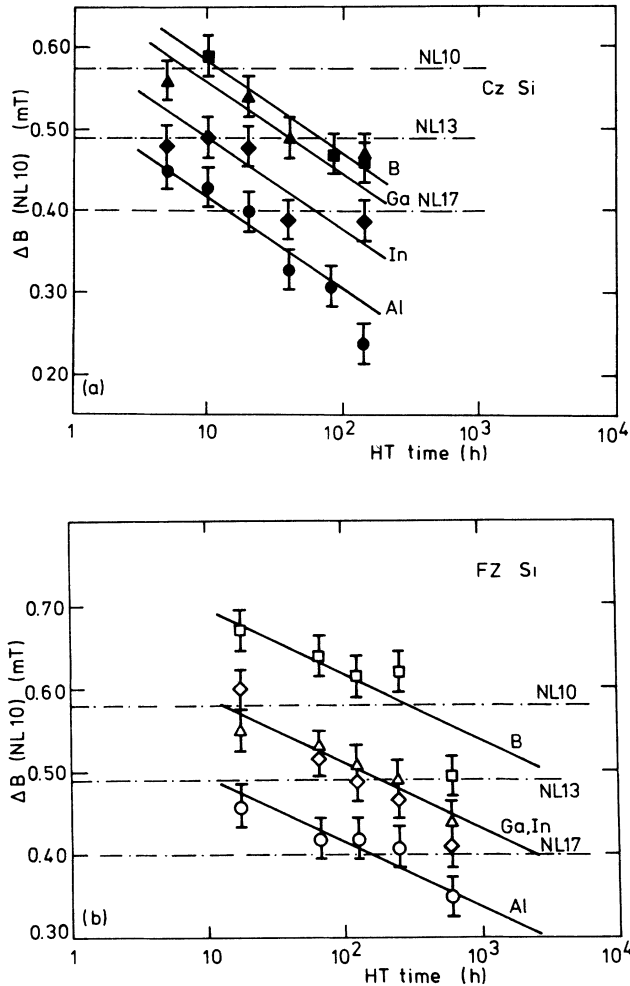 0.60
NL10
Cz Si
0.50
NL13
B
Ga NL17
0.40
In
0.30
Al
0.20
(a)
ΔB (NL10) (mT)
1 10 10² 10³ 10⁴
HT time (h)
FZ Si
0.70
0.60
NL10
B
0.50
NL13
Ga,In
NL17
0.40
Al
0.30
(b)
ΔB (NL10) (mT)
1 10 10² 10³ 10⁴
HT time (h)